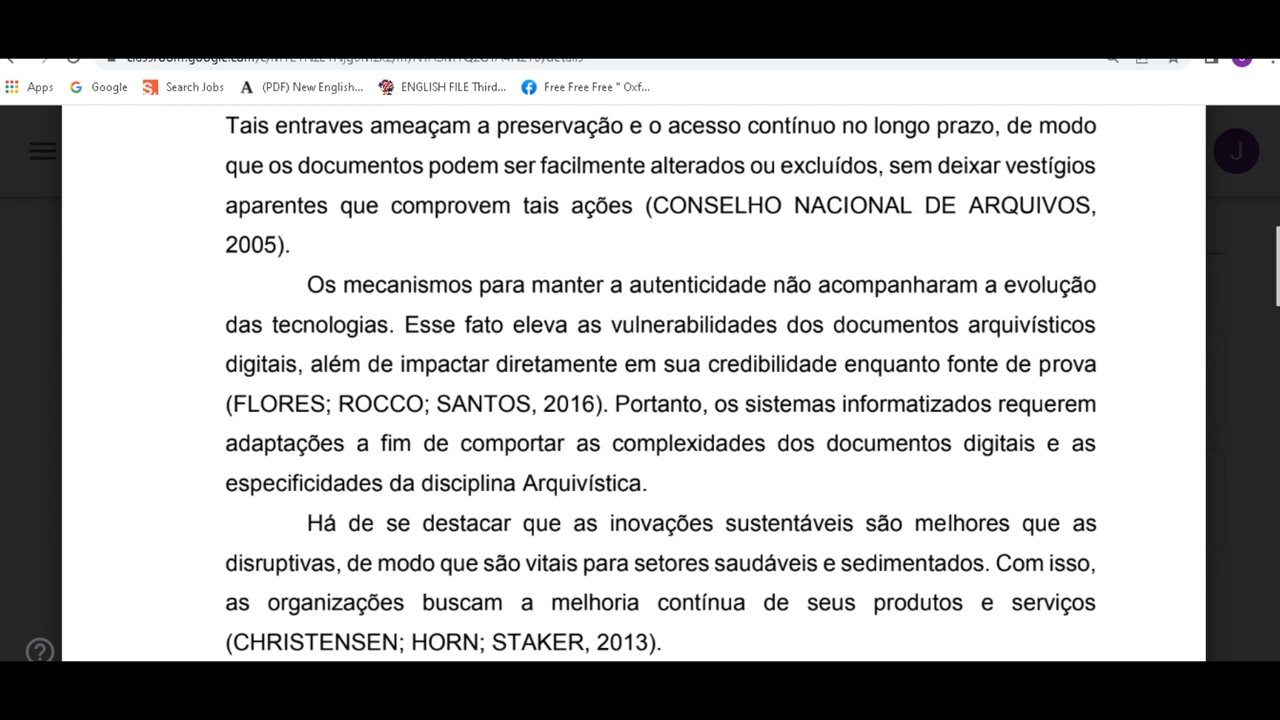 Apps
Google
Search Jobs
(PDF) New English...
ENGLISH FILE Third...
Free Free Free " Oxf...
J
Tais entraves ameaçam a preservação e o acesso contínuo no longo prazo, de modo
que os documentos podem ser facilmente alterados ou excluídos, sem deixar vestígios
aparentes que comprovem tais ações (CONSELHO NACIONAL DE ARQUIVOS,
2005).
Os mecanismos para manter a autenticidade não acompanharam a evolução
das tecnologias. Esse fato eleva as vulnerabilidades dos documentos arquivísticos
digitais, além de impactar diretamente em sua credibilidade enquanto fonte de prova
(FLORES; ROCCO; SANTOS, 2016). Portanto, os sistemas informatizados requerem
adaptações a fim de comportar as complexidades dos documentos digitais e as
especificidades da disciplina Arquivística.
Há de se destacar que as inovações sustentáveis são melhores que as
disruptivas, de modo que são vitais para setores saudáveis e sedimentados. Com isso,
as organizações buscam a melhoria contínua de seus produtos e serviços
(CHRISTENSEN; HORN; STAKER, 2013).